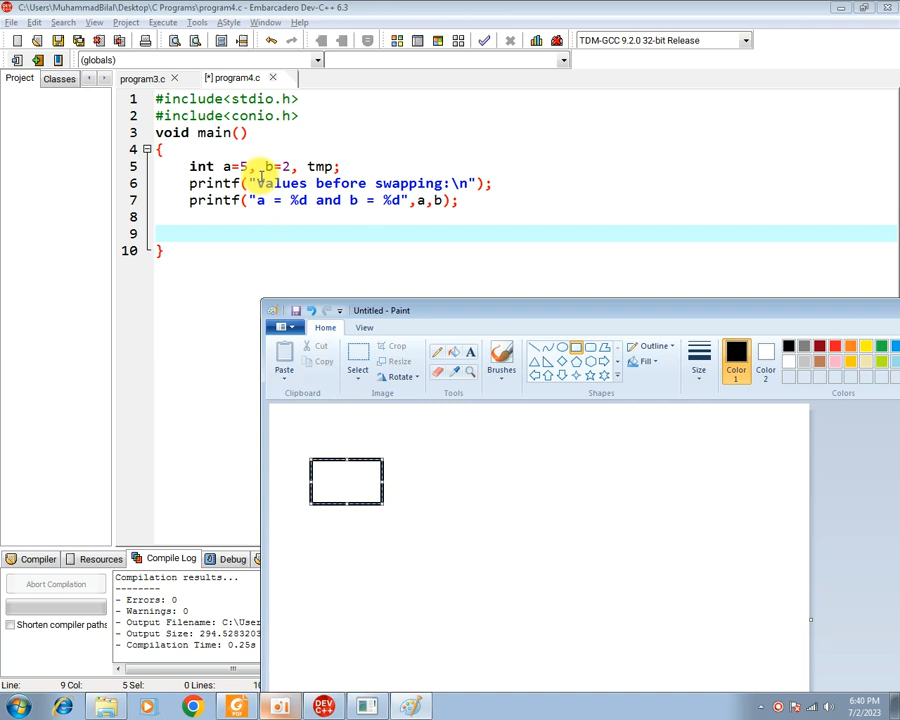 C:\Users\MuhammadBilal\Desktop\C Programs\program4.c - Embarcadero Dev-C++ 6.3
File Edit Search View Project Execute Tools AStyle Window Help
TDM-GCC 9.2.0 32-bit Release
(globals)
Project Classes program3.c [*] program4.c
1 #include<stdio.h>
2 #include<conio.h>
3 void main()
4 {
5 int a=5, b=2, tmp;
6 printf("Values before swapping:\n");
7 printf("a = %d and b = %d",a,b);
8
9
10 }
Untitled - Paint
Home View
Paste Cut Copy Select Crop Resize Rotate Brushes Outline Fill Size Color 1 Color 2
Clipboard Image Tools Shapes Colors
Compiler Resources Compile Log Debug
Abort Compilation
Shorten compiler paths
Compilation results...
--------
- Errors: 0
- Warnings: 0
- Output Filename: C:\User
- Output Size: 294.5283203
- Compilation Time: 0.25s
Line: 9 Col: 5 Sel: 0 Lines:
PDF
DEV C++
6:40 PM
7/2/2023